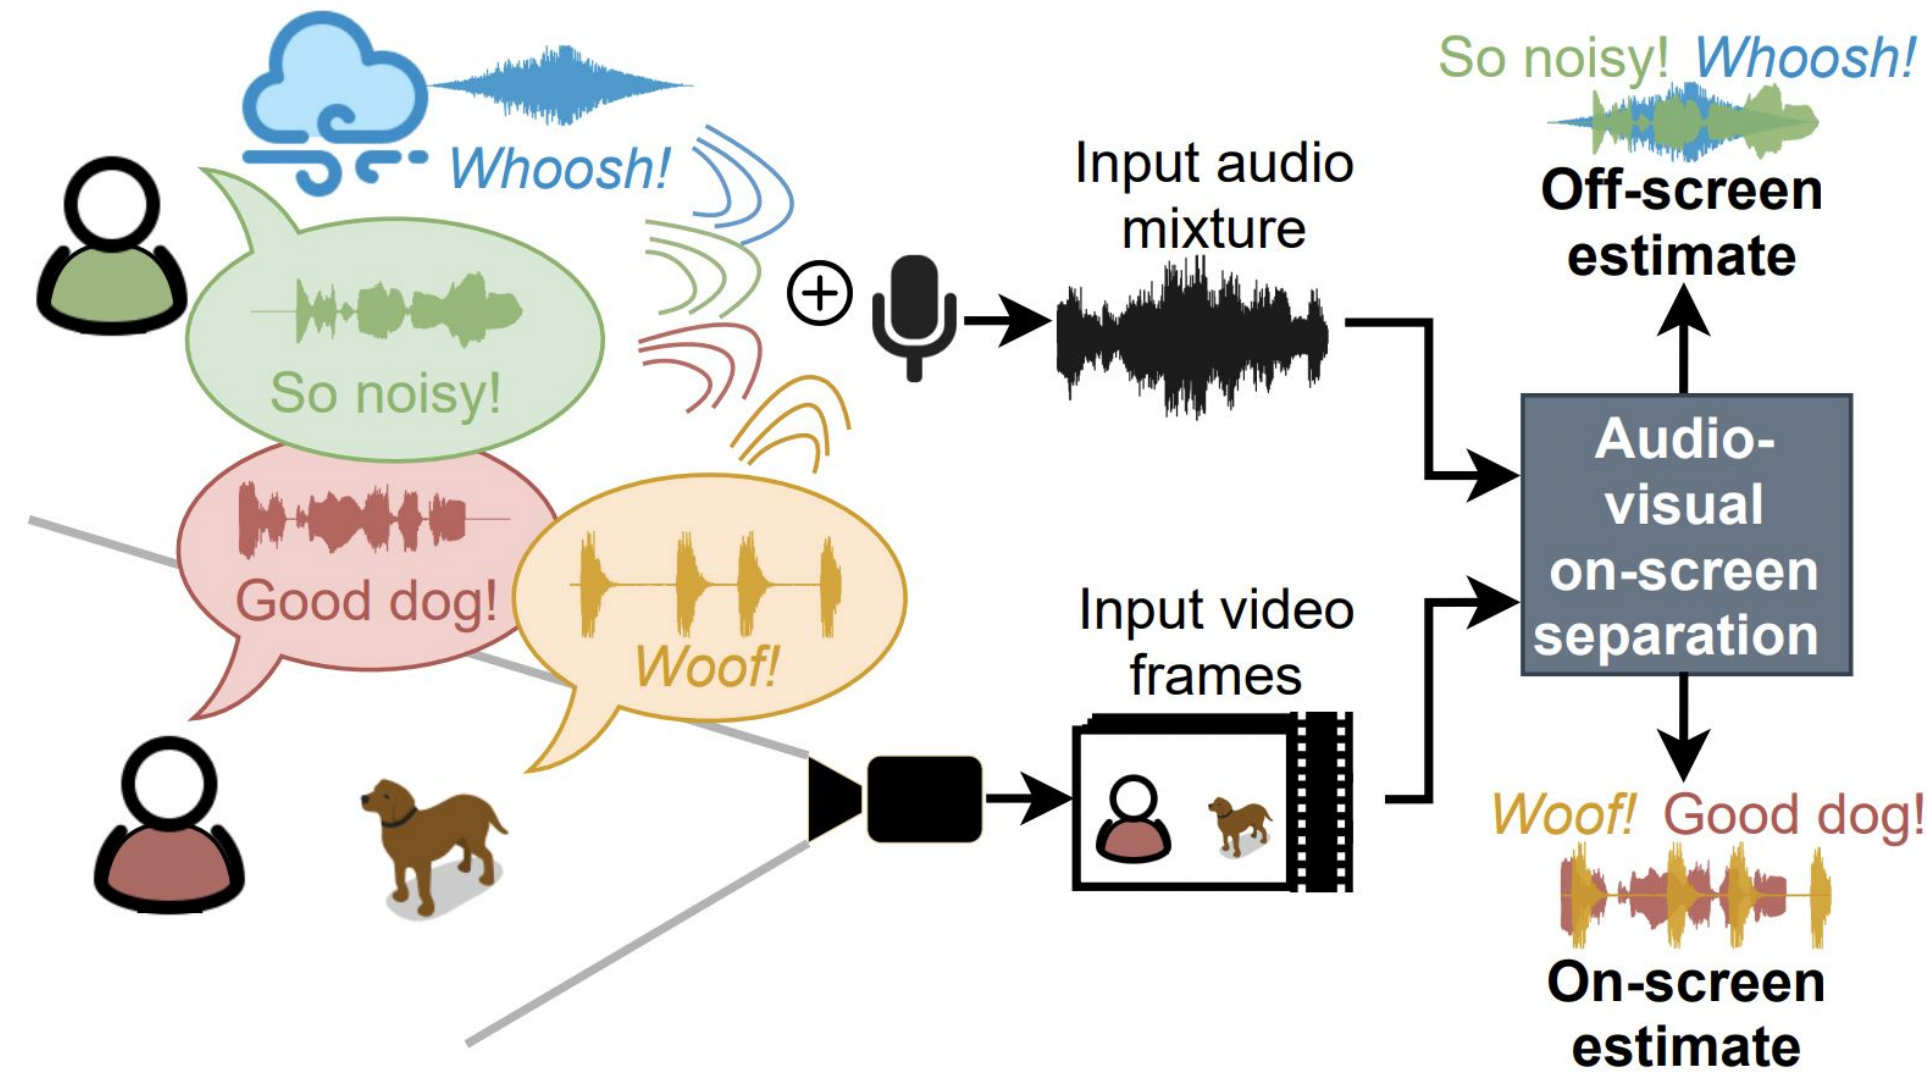 Whoosh!
So noisy!
Good dog!
Woof!
Input audio
mixture
Input video
frames
So noisy! Whoosh!
Off-screen
estimate
Audio-
visual
on-screen
separation
Woof! Good dog!
On-screen
estimate